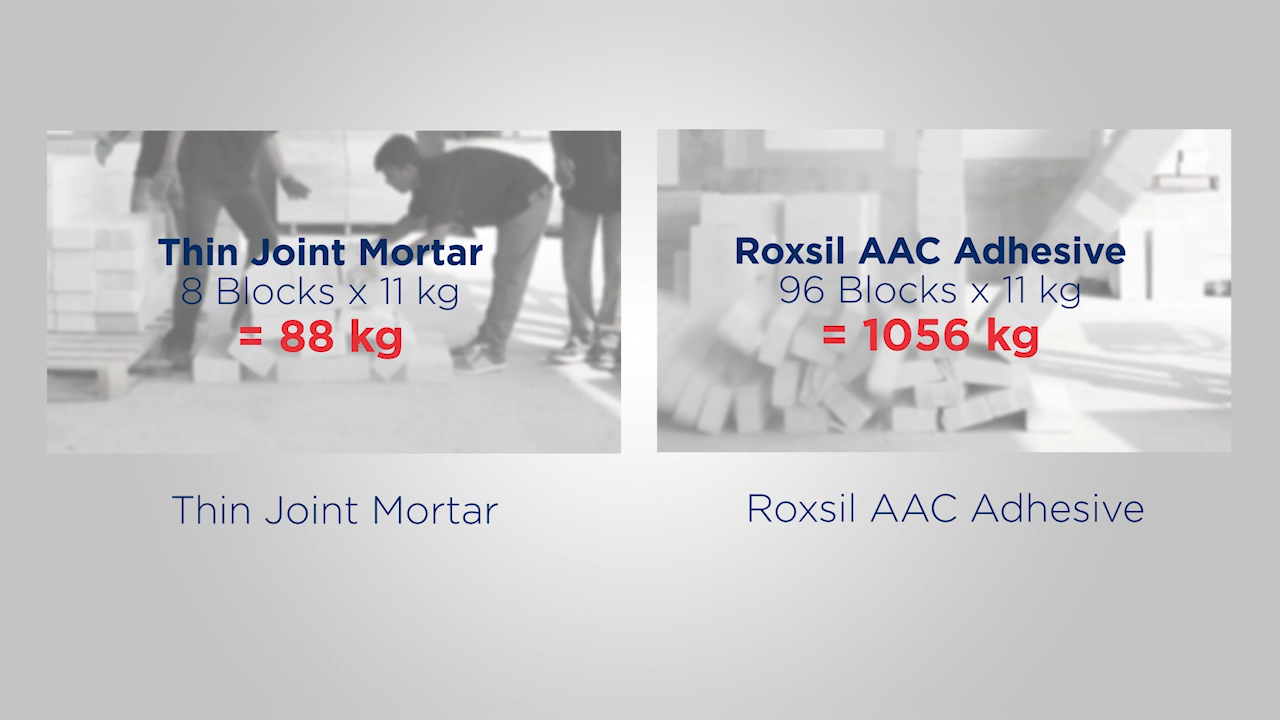 Thin Joint Mortar
8 Blocks x 11 kg
= 88 kg
Thin Joint Mortar
Roxsil AAC Adhesive
96 Blocks x 11 kg
= 1056 kg
Roxsil AAC Adhesive